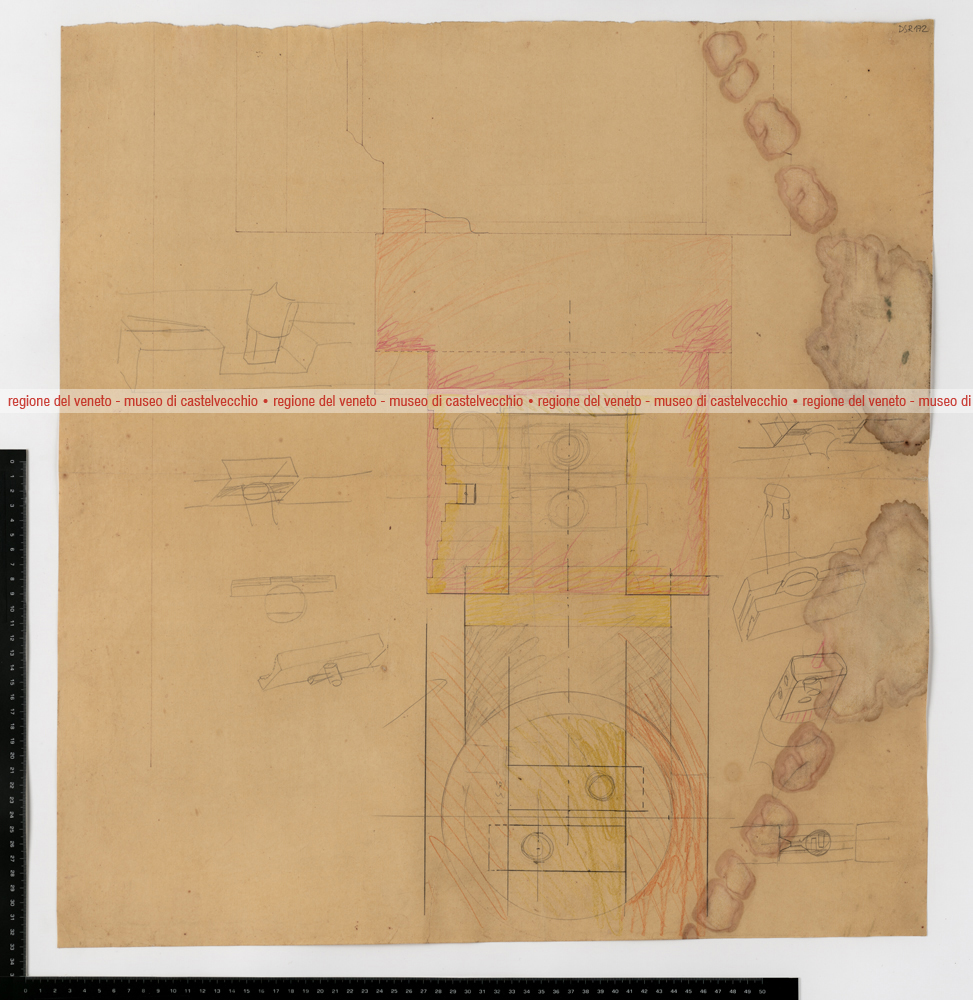 DSR 192
regione del veneto - museo di castelvecchio • regione del veneto - museo di castelvecchio • regione del veneto - museo di castelvecchio • regione del veneto - museo di
0 1 2 3 4 5 6 7 8 9 10 11 12 13 14 15 16 17 18 19 20 21 22 23 24 25 26 27 28 29 30 31 32 33 34 3
0 1 2 3 4 5 6 7 8 9 10 11 12 13 14 15 16 17 18 19 20 21 22 23 24 25 26 27 28 29 30 31 32 33 34 35 36 37 38 39 40 41 42 43 44 45 46 47 48 49 50